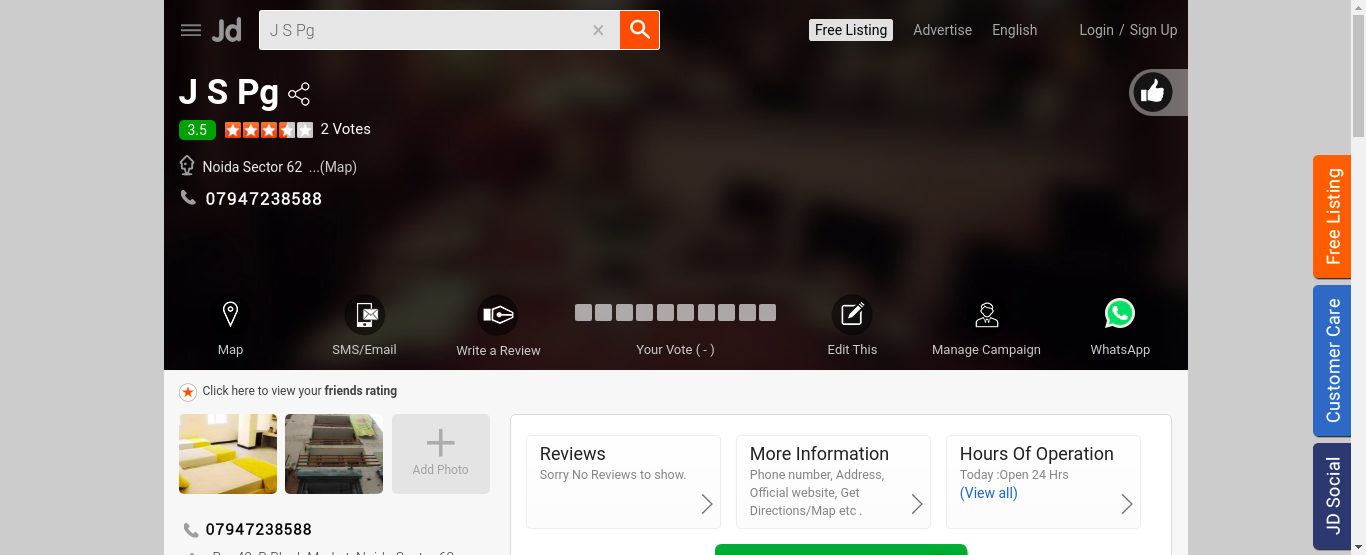 Jd
J S Pg
Free Listing
Advertise
English
Login / Sign Up
J S Pg
3.5
2 Votes
Noida Sector 62 ...(Map)
07947238588
Map
SMS/Email
Write a Review
Your Vote ( - )
Edit This
Manage Campaign
WhatsApp
Click here to view your friends rating
Add Photo
Reviews
Sorry No Reviews to show.
More Information
Phone number, Address,
Official website, Get
Directions/Map etc .
Hours Of Operation
Today :Open 24 Hrs
(View all)
07947238588
Free Listing
Customer Care
JD Social